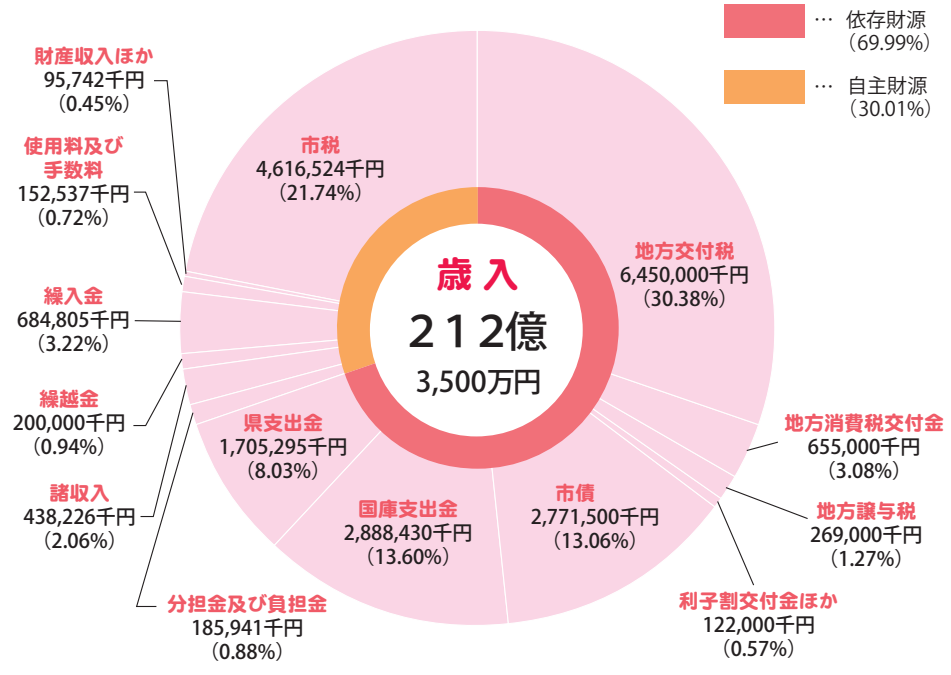 … 依存財源
（69.99%）
… 自主財源
（30.01%）
歳入
212億
3,500万円
地方交付税
6,450,000千円
（30.38%）
地方消費税交付金
655,000千円
（3.08%）
地方譲与税
269,000千円
（1.27%）
利子割交付金ほか
122,000千円
（0.57%）
市債
2,771,500千円
（13.06%）
国庫支出金
2,888,430千円
（13.60%）
県支出金
1,705,295千円
（8.03%）
分担金及び負担金
185,941千円
（0.88%）
諸収入
438,226千円
（2.06%）
繰越金
200,000千円
（0.94%）
繰入金
684,805千円
（3.22%）
使用料及び
手数料
152,537千円
（0.72%）
財産収入ほか
95,742千円
（0.45%）
市税
4,616,524千円
（21.74%）